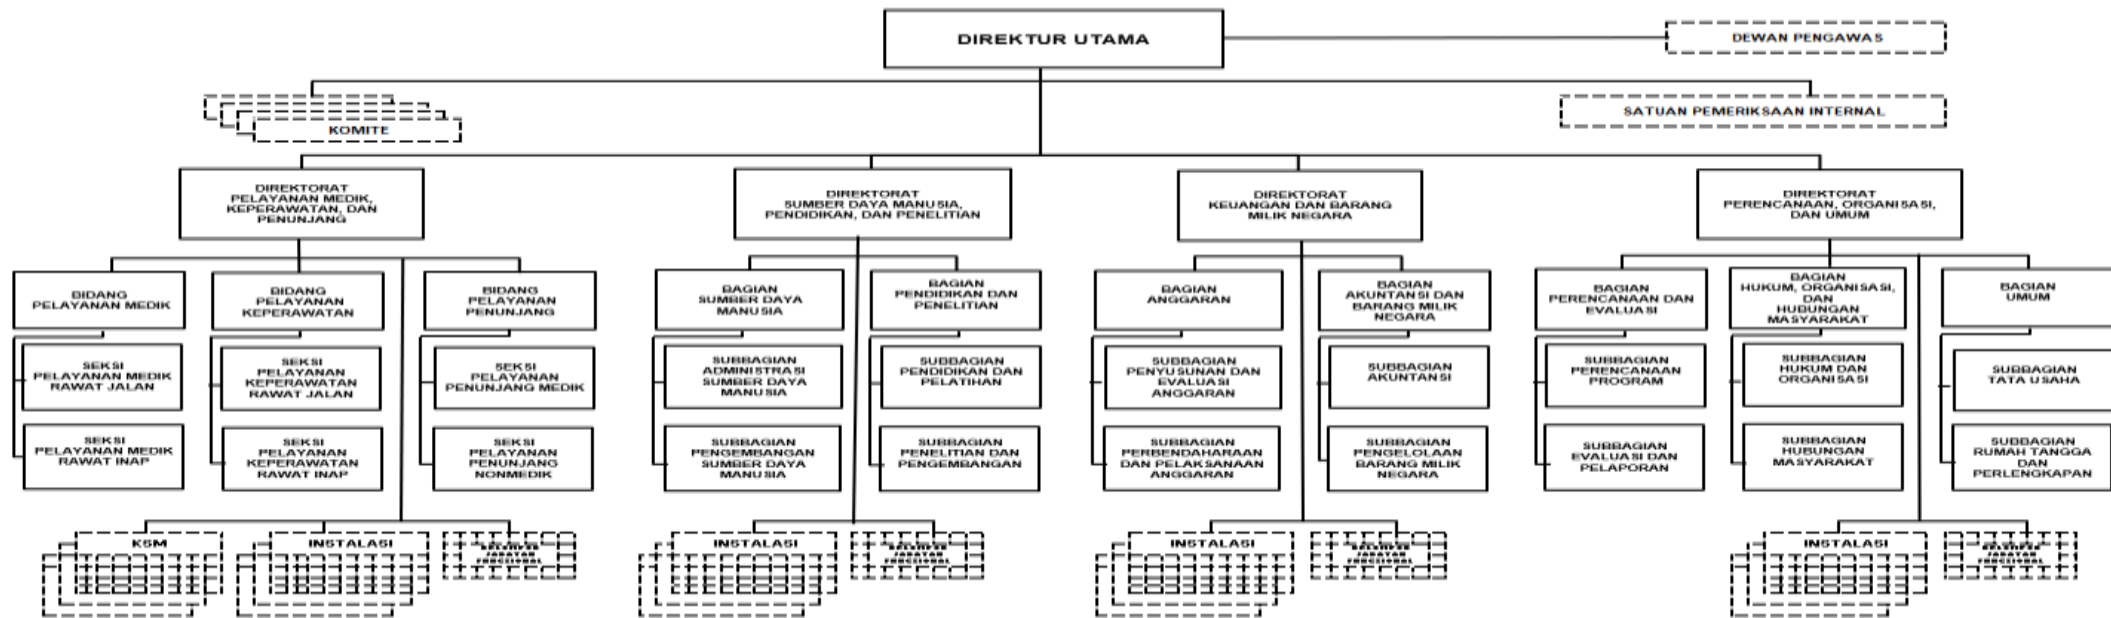 DIREKTUR UTAMA
DEWAN PENGAWAS
KOMITE
SATUAN PEMERIKSAAN INTERNAL
DIREKTORAT
PELAYANAN MEDIK,
KEPERAWATAN, DAN
PENUNJANG
DIREKTORAT
SUMBER DAYA MANUSIA,
PENDIDIKAN, DAN PENELITIAN
DIREKTORAT
KEUANGAN DAN BARANG
MILIK NEGARA
DIREKTORAT
PERENCANAAN, ORGANISASI,
DAN UMUM
BIDANG
PELAYANAN MEDIK
BIDANG
PELAYANAN
KEPERAWATAN
BIDANG
PELAYANAN
PENUNJANG
BAGIAN
SUMBER DAYA
MANUSIA
BAGIAN
PENDIDIKAN DAN
PENELITIAN
BAGIAN
ANGGARAN
BAGIAN
AKUNTANSI DAN
BARANG MILIK
NEGARA
BAGIAN
PERENCANAAN DAN
EVALUASI
BAGIAN
HUKUM, ORGANISASI,
DAN
HUBUNGAN
MASYARAKAT
BAGIAN
UMUM
SEKSI
PELAYANAN MEDIK
RAWAT JALAN
SEKSI
PELAYANAN
KEPERAWATAN
RAWAT JALAN
SEKSI
PELAYANAN
PENUNJANG MEDIK
SUBBAGIAN
ADMINISTRASI
SUMBER DAYA
MANUSIA
SUBBAGIAN
PENDIDIKAN DAN
PELATIHAN
SUBBAGIAN
PENYUSUNAN DAN
EVALUASI
ANGGARAN
SUBBAGIAN
AKUNTANSI
SUBBAGIAN
PERENCANAAN
PROGRAM
SUBBAGIAN
HUKUM DAN
ORGANISASI
SUBBAGIAN
TATA USAHA
SEKSI
PELAYANAN MEDIK
RAWAT INAP
SEKSI
PELAYANAN
KEPERAWATAN
RAWAT INAP
SEKSI
PELAYANAN
PENUNJANG
NONMEDIK
SUBBAGIAN
PENGEMBANGAN
SUMBER DAYA
MANUSIA
SUBBAGIAN
PENELITIAN DAN
PENGEMBANGAN
SUBBAGIAN
PERBENDAHARAAN
DAN PELAKSANAAN
ANGGARAN
SUBBAGIAN
PENGELOLAAN
BARANG MILIK
NEGARA
SUBBAGIAN
EVALUASI DAN
PELAPORAN
SUBBAGIAN
HUBUNGAN
MASYARAKAT
SUBBAGIAN
RUMAH TANGGA
DAN
PERLENGKAPAN
KSM
INSTALASI
INSTALASI
INSTALASI
INSTALASI